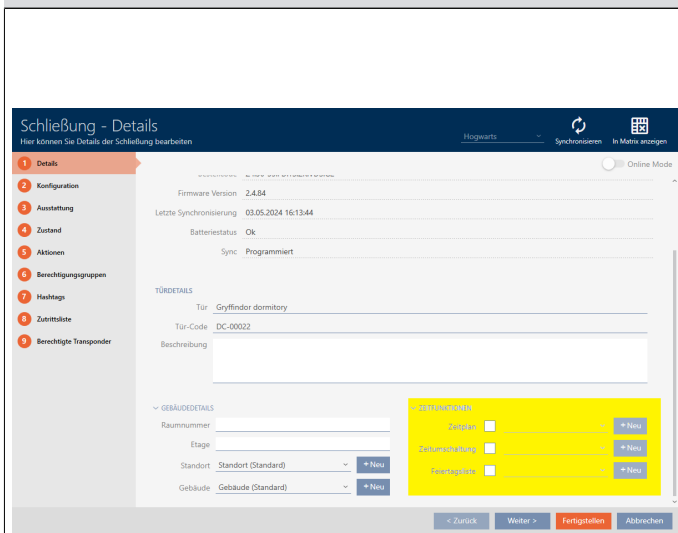 Schließung - Details
Hier können Sie Details der Schließung bearbeiten
Hogwarts
Synchronisieren
In Matrix anzeigen
1 Details
2 Konfiguration
3 Ausstattung
4 Zustand
5 Aktionen
6 Berechtigungsgruppen
7 Hashtags
8 Zutrittsliste
9 Berechtigte Transponder
Online Mode
Firmware Version 2.4.84
Letzte Synchronisierung 03.05.2024 16:13:44
Batteriestatus Ok
Sync Programmiert
TÜRDETAILS
Tür Gryffindor dormitory
Tür-Code DC-00022
Beschreibung
GEBÄUDEDETAILS
Raumnummer
Etage
Standort Standort (Standard) + Neu
Gebäude Gebäude (Standard) + Neu
ZEITFUNKTIONEN
Zeitplan + Neu
Zeitumschaltung + Neu
Feiertagsliste + Neu
< Zurück
Weiter >
Fertigstellen
Abbrechen